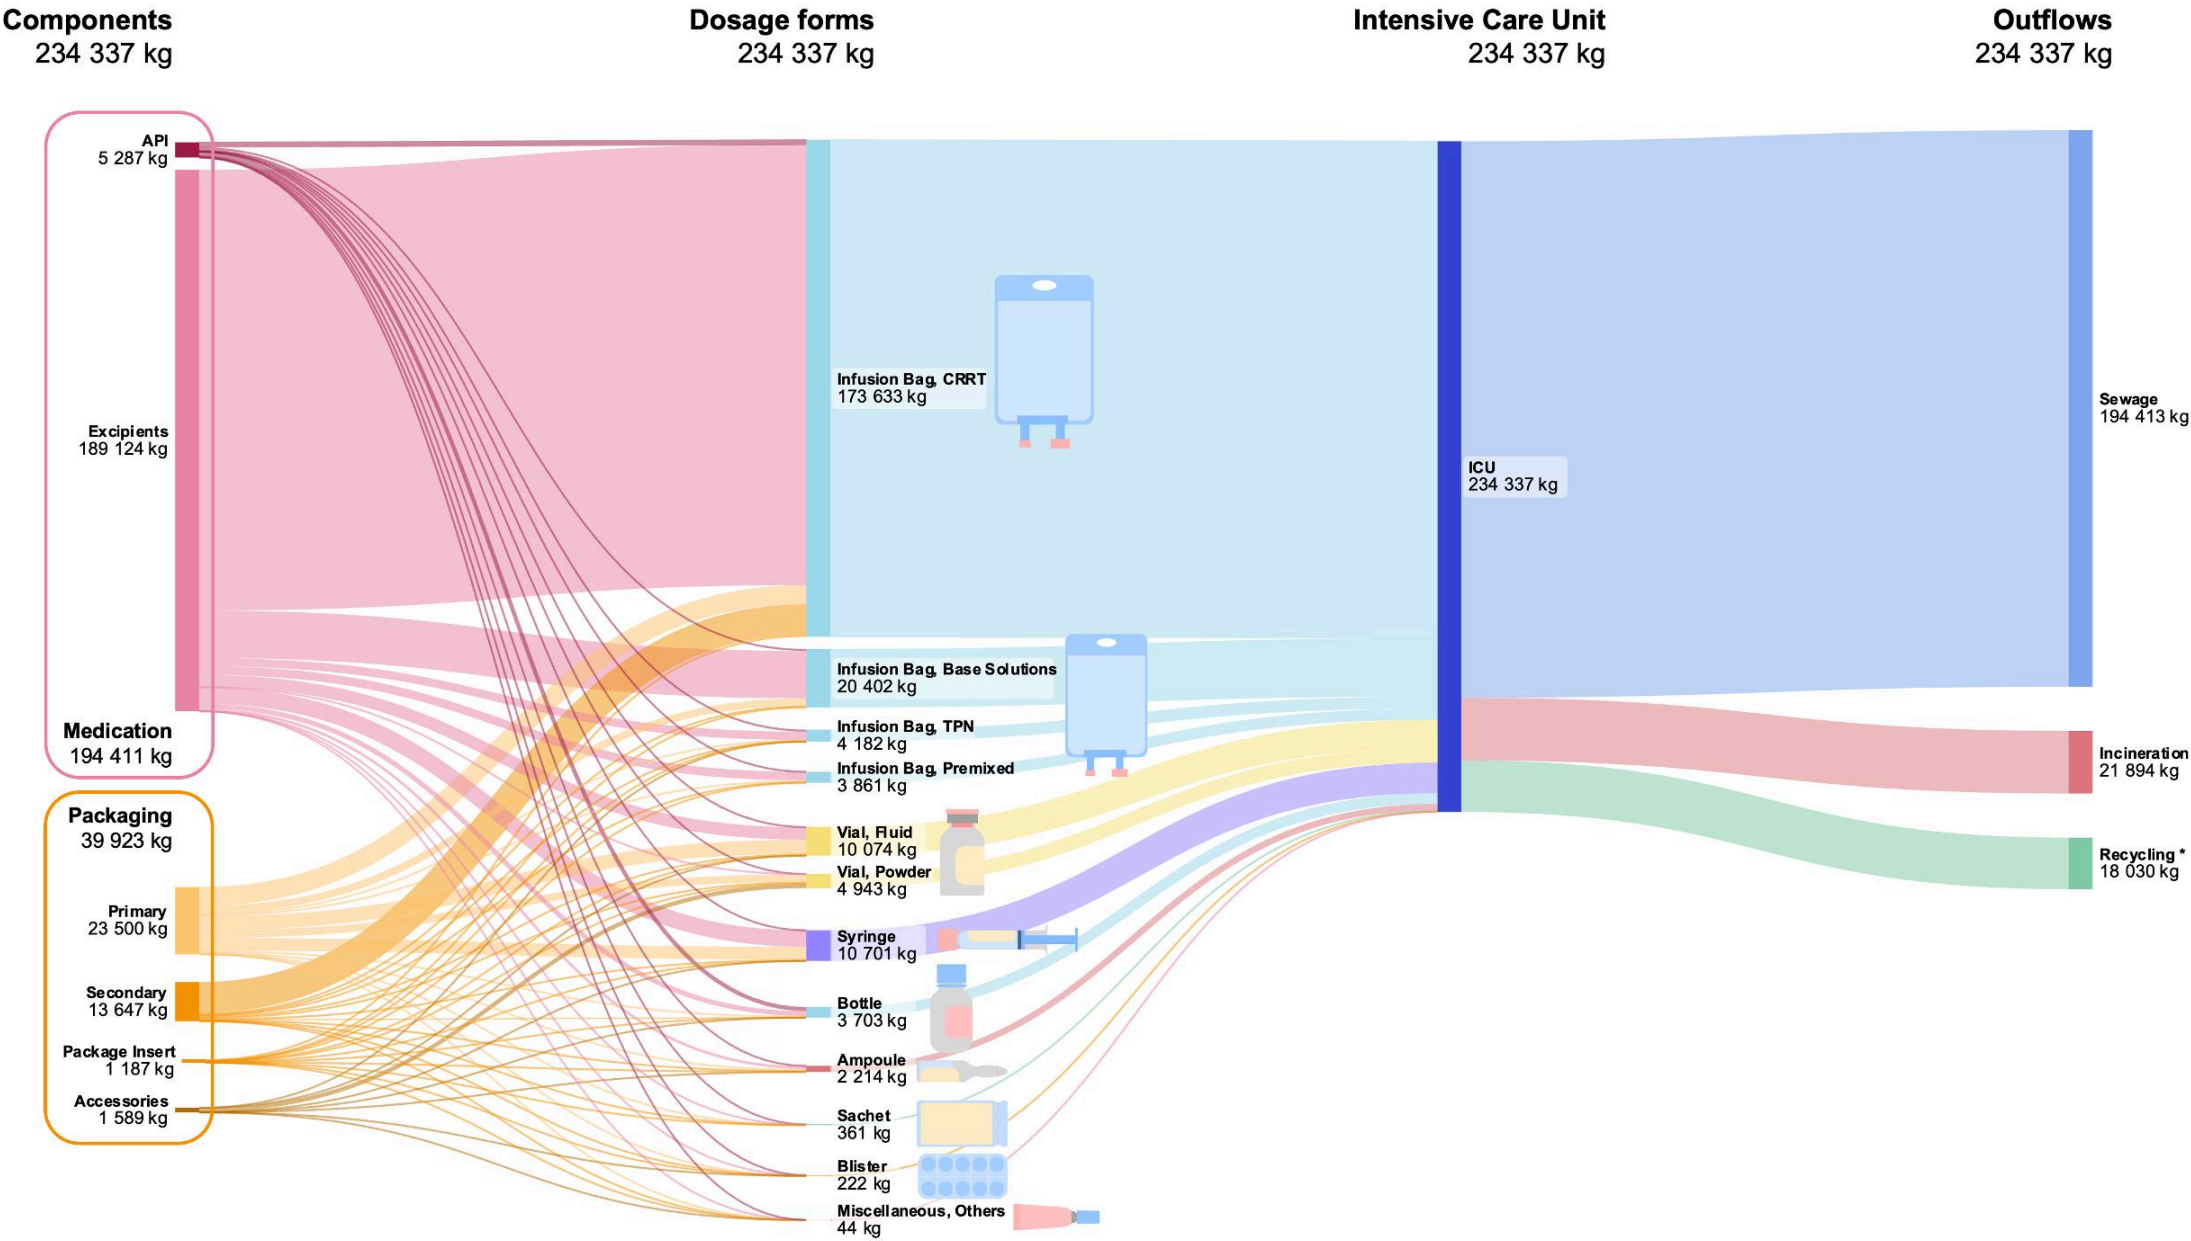 Components
234 337 kg
Dosage forms
234 337 kg
Intensive Care Unit
234 337 kg
Outflows
234 337 kg
API
5 287 kg
Excipients
189 124 kg
Medication
194 411 kg
Packaging
39 923 kg
Primary
23 500 kg
Secondary
13 647 kg
Package Insert
1 187 kg
Accessories
1 589 kg
Infusion Bag, CRRT
173 633 kg
Infusion Bag, Base Solutions
20 402 kg
Infusion Bag, TPN
4 182 kg
Infusion Bag, Premixed
3 861 kg
Vial, Fluid
10 074 kg
Vial, Powder
4 943 kg
Syringe
10 701 kg
Bottle
3 703 kg
Ampoule
2 214 kg
Sachet
361 kg
Blister
222 kg
Miscellaneous, Others
44 kg
ICU
234 337 kg
Sewage
194 413 kg
Incineration
21 894 kg
Recycling *
18 030 kg